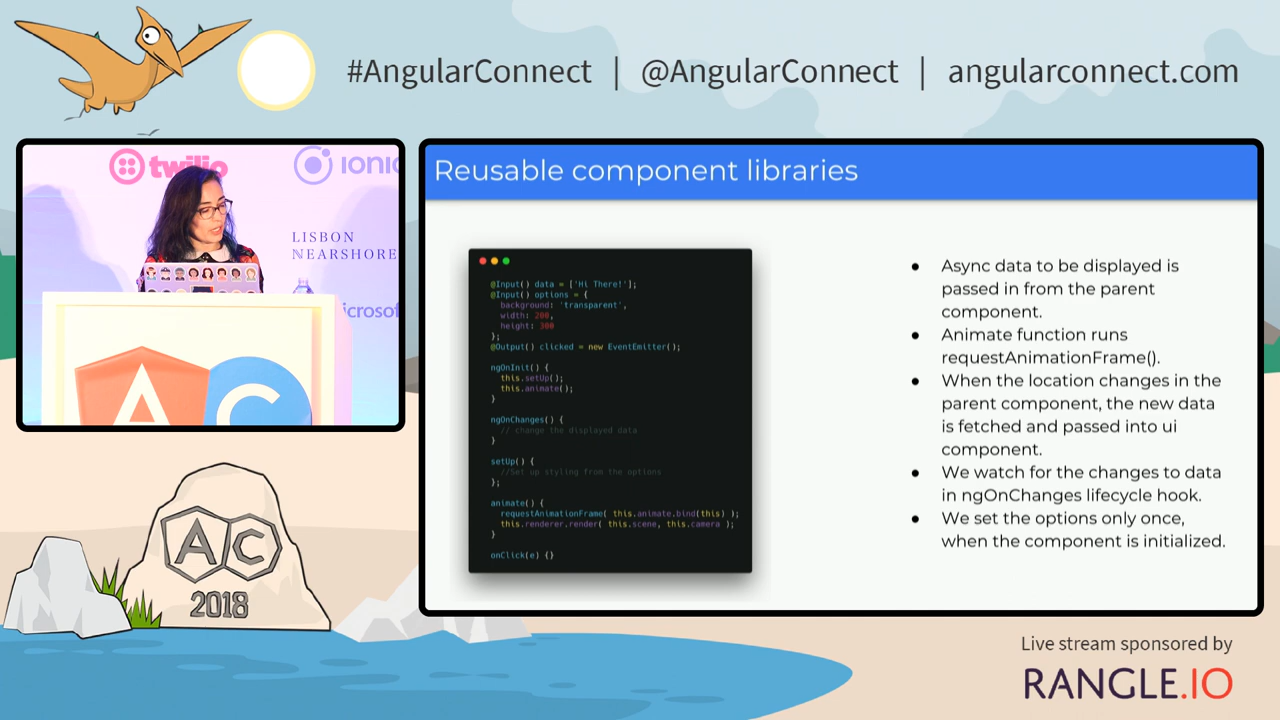 #AngularConnect | @AngularConnect | angularconnect.com
twilio
IONIC
LISBON
NEARSHORE
icrosof
A C
Reusable component libraries
@Input() data = ['Hi There!'];
@Input() options = {
background: 'transparent',
width: 200,
height: 300
};
@Output() clicked = new EventEmitter();
ngOnInit() {
this.setUp();
this.animate();
}
ngOnChanges() {
// change the displayed data
}
setUp() {
//Set up styling from the options
};
animate() {
requestAnimationFrame( this.animate.bind(this) );
this.renderer.render( this.scene, this.camera );
}
onClick(e) {}
● Async data to be displayed is
passed in from the parent
component.
● Animate function runs
requestAnimationFrame().
● When the location changes in the
parent component, the new data
is fetched and passed into ui
component.
● We watch for the changes to data
in ngOnChanges lifecycle hook.
● We set the options only once,
when the component is initialized.
A C
2018
Live stream sponsored by
RANGLE.IO